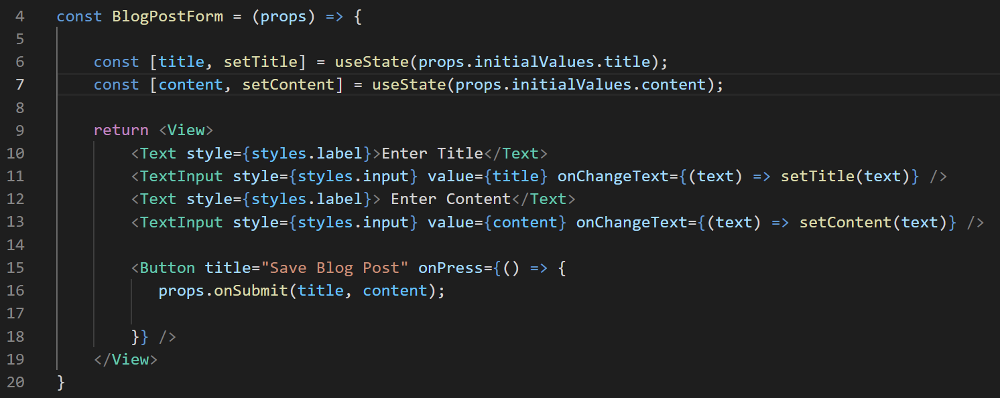 4 const BlogPostForm = (props) => {
5
6 const [title, setTitle] = useState(props.initialValues.title);
7 const [content, setContent] = useState(props.initialValues.content);
8
9 return <View>
10 <Text style={styles.label}>Enter Title</Text>
11 <TextInput style={styles.input} value={title} onChangeText={(text) => setTitle(text)} />
12 <Text style={styles.label}> Enter Content</Text>
13 <TextInput style={styles.input} value={content} onChangeText={(text) => setContent(text)} />
14
15 <Button title="Save Blog Post" onPress={() => {
16 props.onSubmit(title, content);
17
18 }} />
19 </View>
20 }